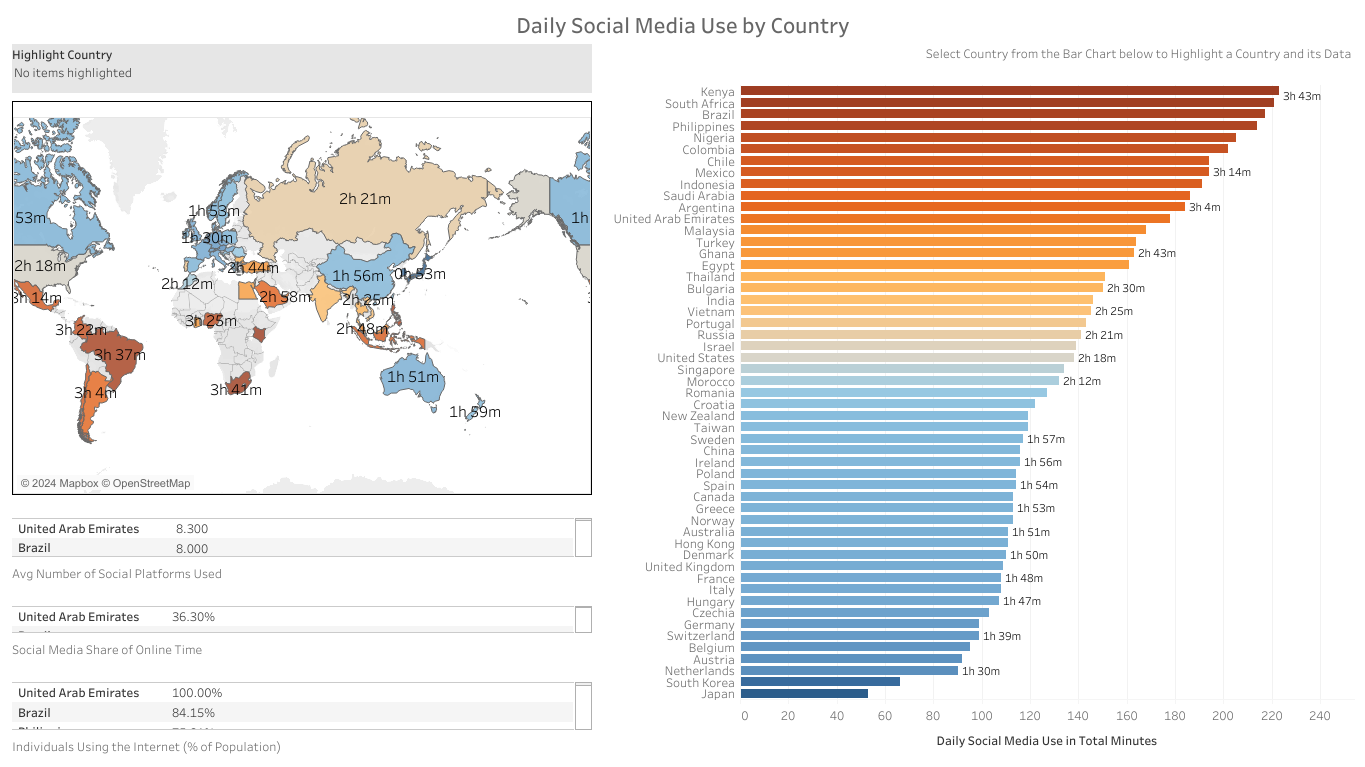 Daily Social Media Use by Country
Highlight Country
No items highlighted
Select Country from the Bar Chart below to Highlight a Country and its Data
53m
1h 53m
2h 21m
1h
1h 30m
2h 18m
2h 44m
1h 56m
0h 53m
2h 12m
3h 14m
2h 58m
2h 25m
3h 25m
3h 22m
2h 48m
3h 37m
1h 51m
3h 4m
3h 41m
1h 59m
© 2024 Mapbox © OpenStreetMap
United Arab Emirates 8.300
Brazil 8.000
Avg Number of Social Platforms Used
United Arab Emirates 36.30%
Social Media Share of Online Time
United Arab Emirates 100.00%
Brazil 84.15%
Individuals Using the Internet (% of Population)
Kenya 3h 43m
South Africa
Brazil
Philippines
Nigeria
Colombia
Chile
Mexico 3h 14m
Indonesia
Saudi Arabia
Argentina 3h 4m
United Arab Emirates
Malaysia
Turkey
Ghana 2h 43m
Egypt
Thailand
Bulgaria 2h 30m
India
Vietnam 2h 25m
Portugal
Russia 2h 21m
Israel
United States 2h 18m
Singapore
Morocco 2h 12m
Romania
Croatia
New Zealand
Taiwan
Sweden 1h 57m
China
Ireland 1h 56m
Poland
Spain 1h 54m
Canada
Greece 1h 53m
Norway
Australia 1h 51m
Hong Kong
Denmark 1h 50m
United Kingdom
France 1h 48m
Italy
Hungary 1h 47m
Czechia
Germany
Switzerland 1h 39m
Belgium
Austria
Netherlands 1h 30m
South Korea
Japan
0 20 40 60 80 100 120 140 160 180 200 220 240
Daily Social Media Use in Total Minutes